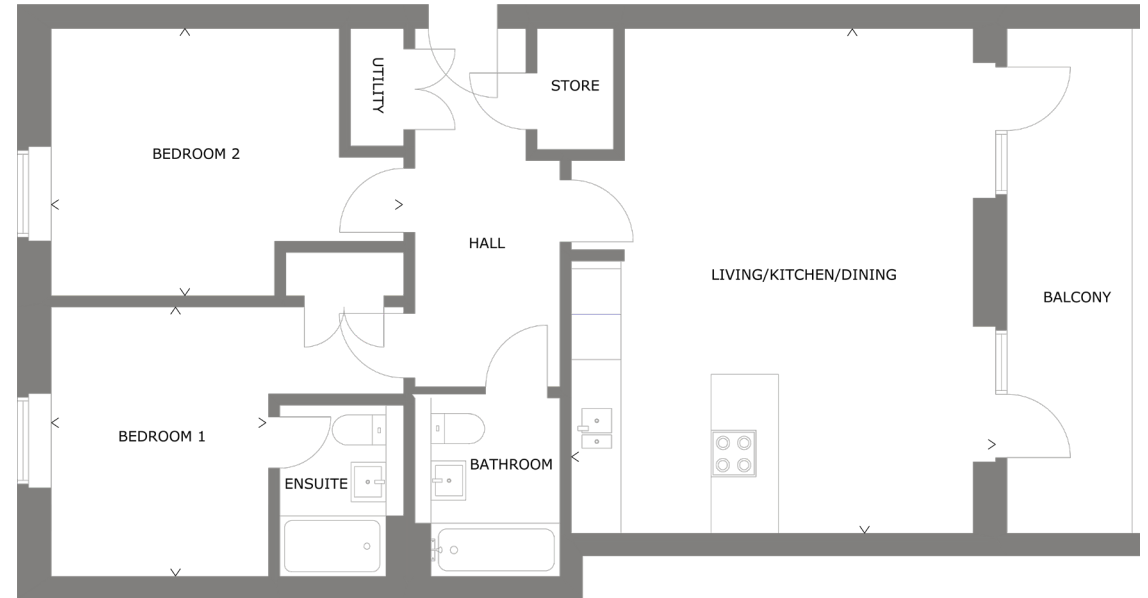 UTILITY
STORE
BEDROOM 2
HALL
LIVING/KITCHEN/DINING
BALCONY
BEDROOM 1
BATHROOM
ENSUITE